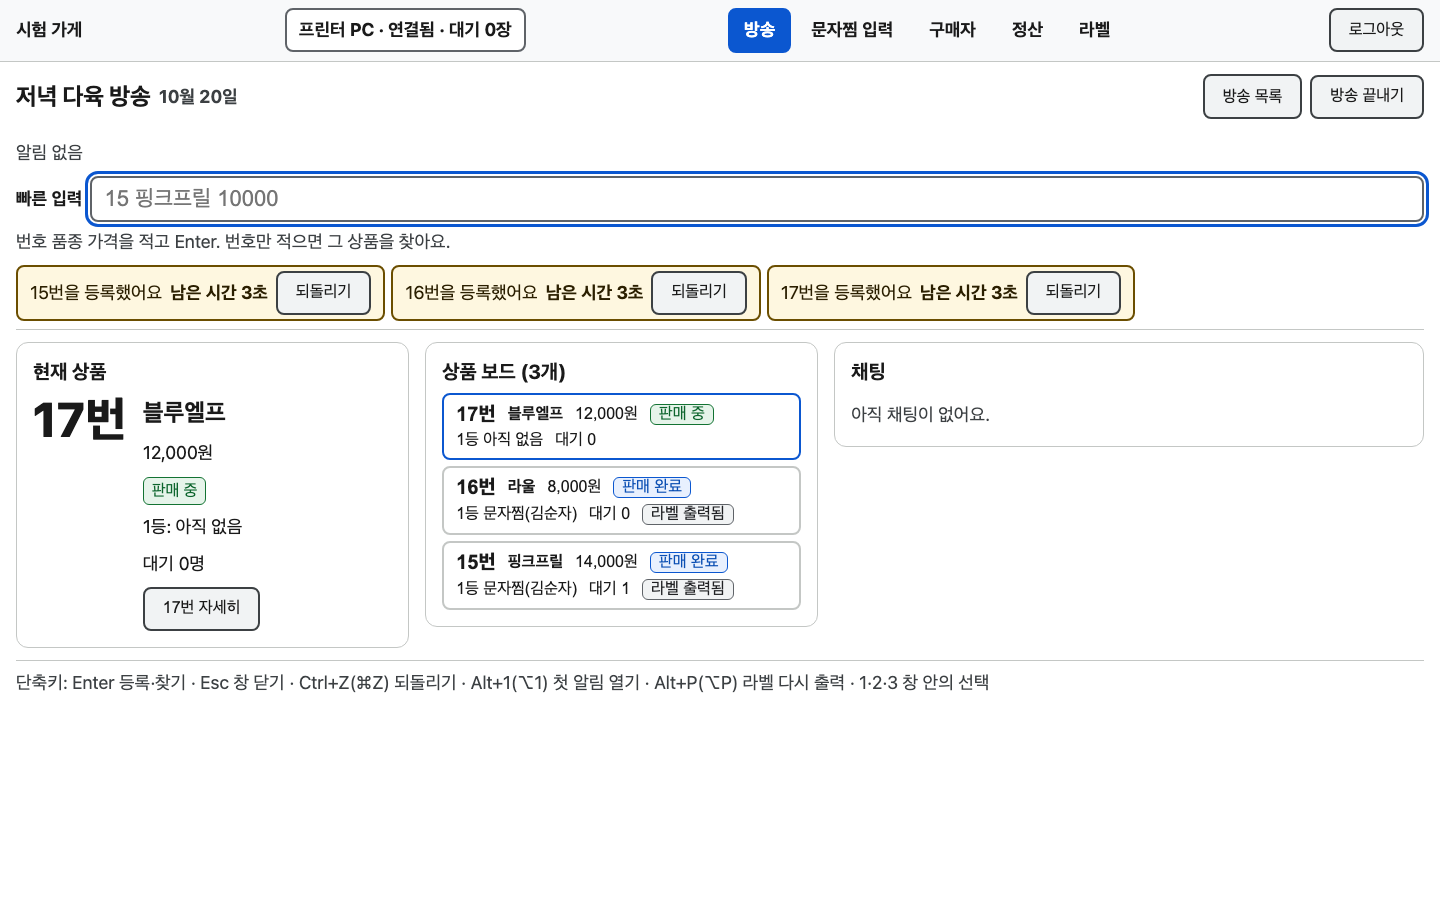 시험 가게
프린터 PC · 연결됨 · 대기 0장
방송 문자찜 입력 구매자 정산 라벨
로그아웃
저녁 다육 방송 10월 20일
방송 목록 방송 끝내기
알림 없음
빠른 입력 15 핑크프릴 10000
번호 품종 가격을 적고 Enter. 번호만 적으면 그 상품을 찾아요.
15번을 등록했어요 남은 시간 3초 되돌리기
16번을 등록했어요 남은 시간 3초 되돌리기
17번을 등록했어요 남은 시간 3초 되돌리기
현재 상품
17번 블루엘프
12,000원
판매 중
1등: 아직 없음
대기 0명
17번 자세히
상품 보드 (3개)
17번 블루엘프 12,000원 판매 중
1등 아직 없음 대기 0
16번 라울 8,000원 판매 완료
1등 문자찜(김순자) 대기 0 라벨 출력됨
15번 핑크프릴 14,000원 판매 완료
1등 문자찜(김순자) 대기 1 라벨 출력됨
채팅
아직 채팅이 없어요.
단축키: Enter 등록·찾기 · Esc 창 닫기 · Ctrl+Z(⌘Z) 되돌리기 · Alt+1(⌥1) 첫 알림 열기 · Alt+P(⌥P) 라벨 다시 출력 · 1·2·3 창 안의 선택